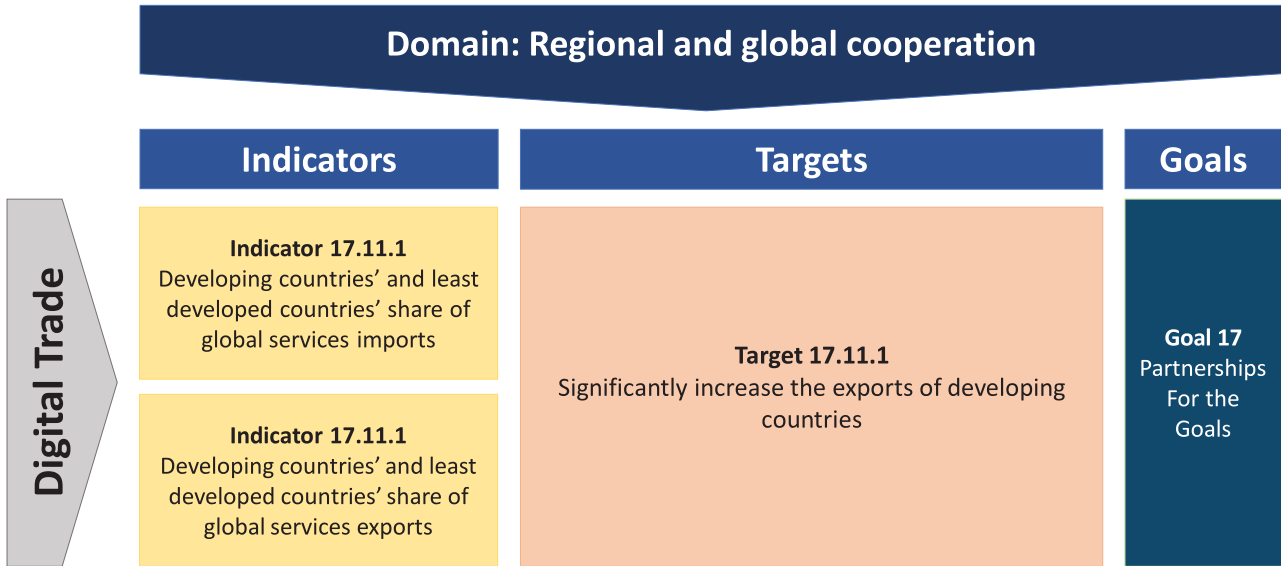 Domain: Regional and global cooperation
Indicators
Targets
Goals
Digital Trade
Indicator 17.11.1
Developing countries’ and least
developed countries’ share of
global services imports
Indicator 17.11.1
Developing countries’ and least
developed countries’ share of
global services exports
Target 17.11.1
Significantly increase the exports of developing
countries
Goal 17
Partnerships
For the
Goals